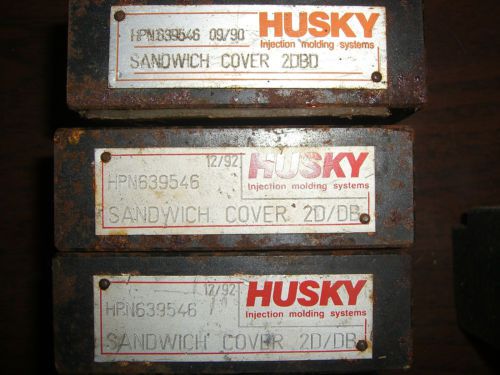 HUSKY
HPN639546 09/90 Injection molding systems
SANDWICH COVER 2DBD
12/92 HUSKY
HPN639546 Injection molding systems
SANDWICH COVER 2D/DB
12/92 HUSKY
HPN639546 Injection molding systems
SANDWICH COVER 2D/DB